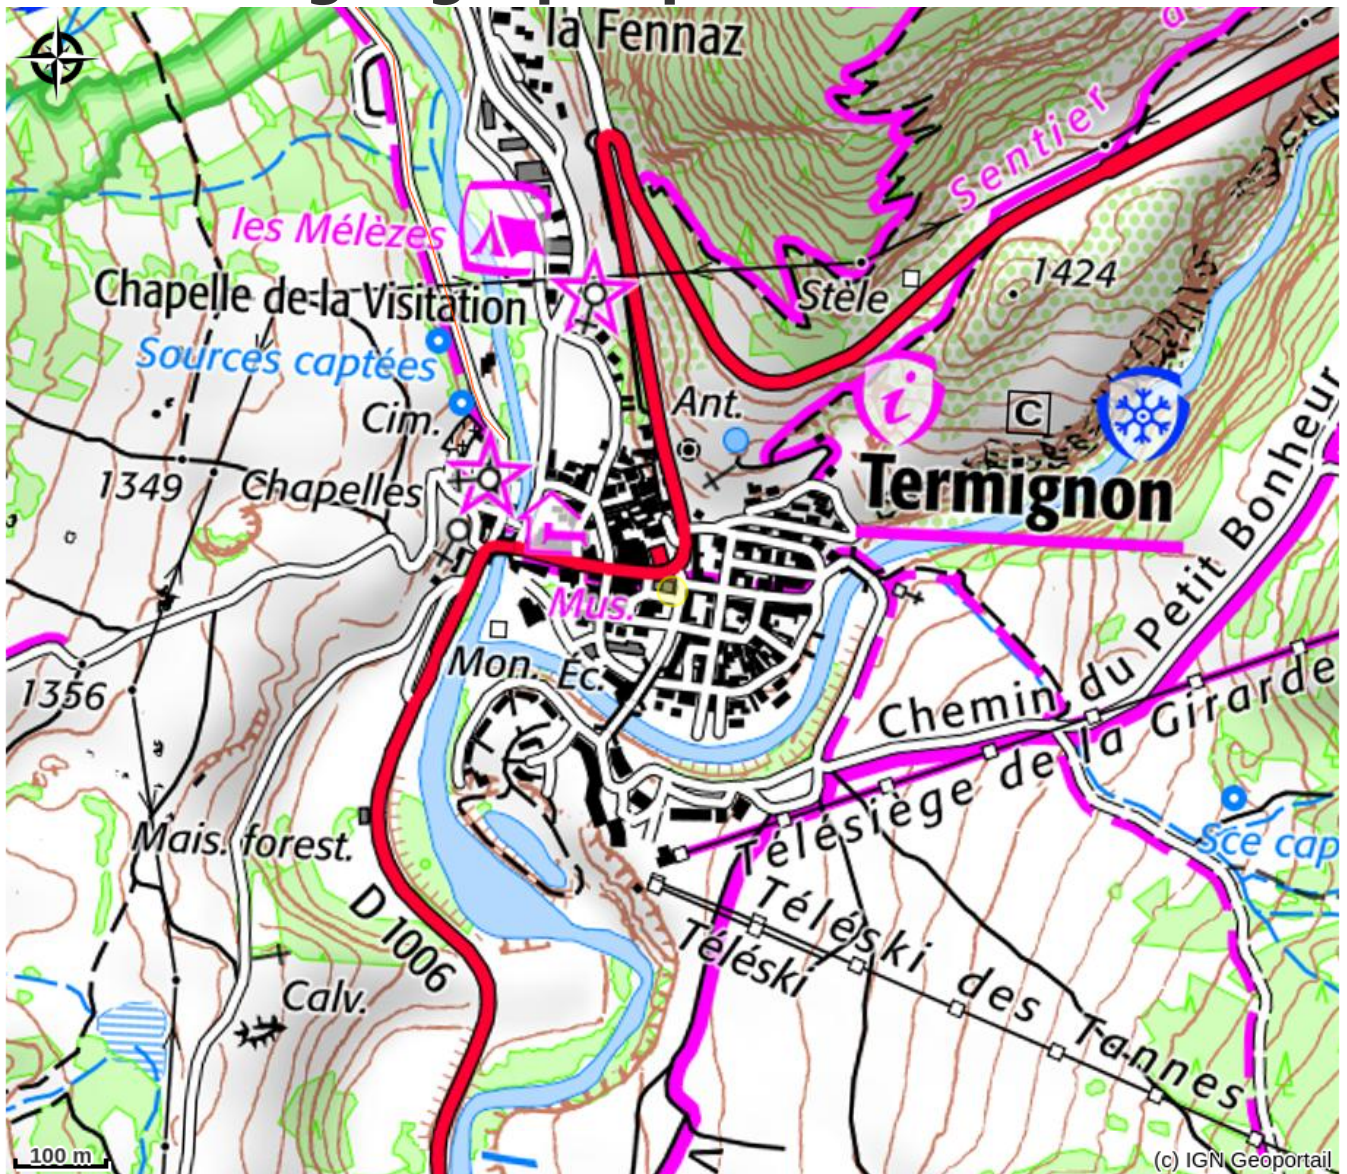 la Fennaz
Sentier
les Mélèzes
Chapelle de la Visitation
Stèle
1424
Sources captées
Cim.
Ant.
C
1349
Chapelles
Termignon
Mus.
Mon.
Éc.
1356
Chemin du Petit Bonheur
Télésiège de la Girarde
Mais. forest.
Sce cap
D 1006
Téléski des Tannes
Téléski
Calv.
100 m
(c) IGN Geoportail